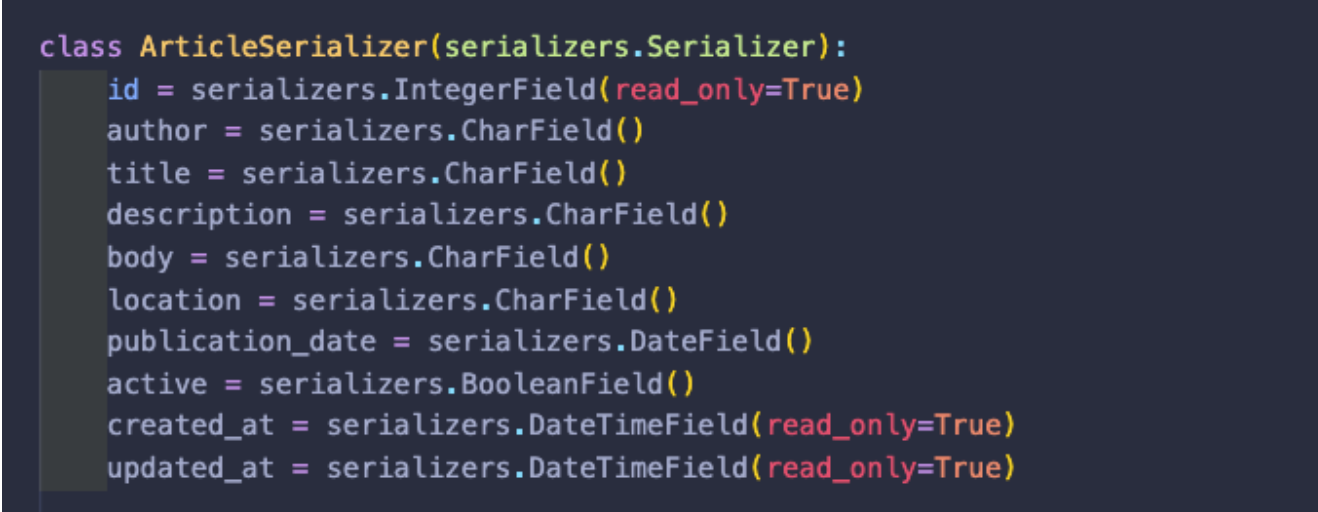 class ArticleSerializer(serializers.Serializer):
    id = serializers.IntegerField(read_only=True)
    author = serializers.CharField()
    title = serializers.CharField()
    description = serializers.CharField()
    body = serializers.CharField()
    location = serializers.CharField()
    publication_date = serializers.DateField()
    active = serializers.BooleanField()
    created_at = serializers.DateTimeField(read_only=True)
    updated_at = serializers.DateTimeField(read_only=True)